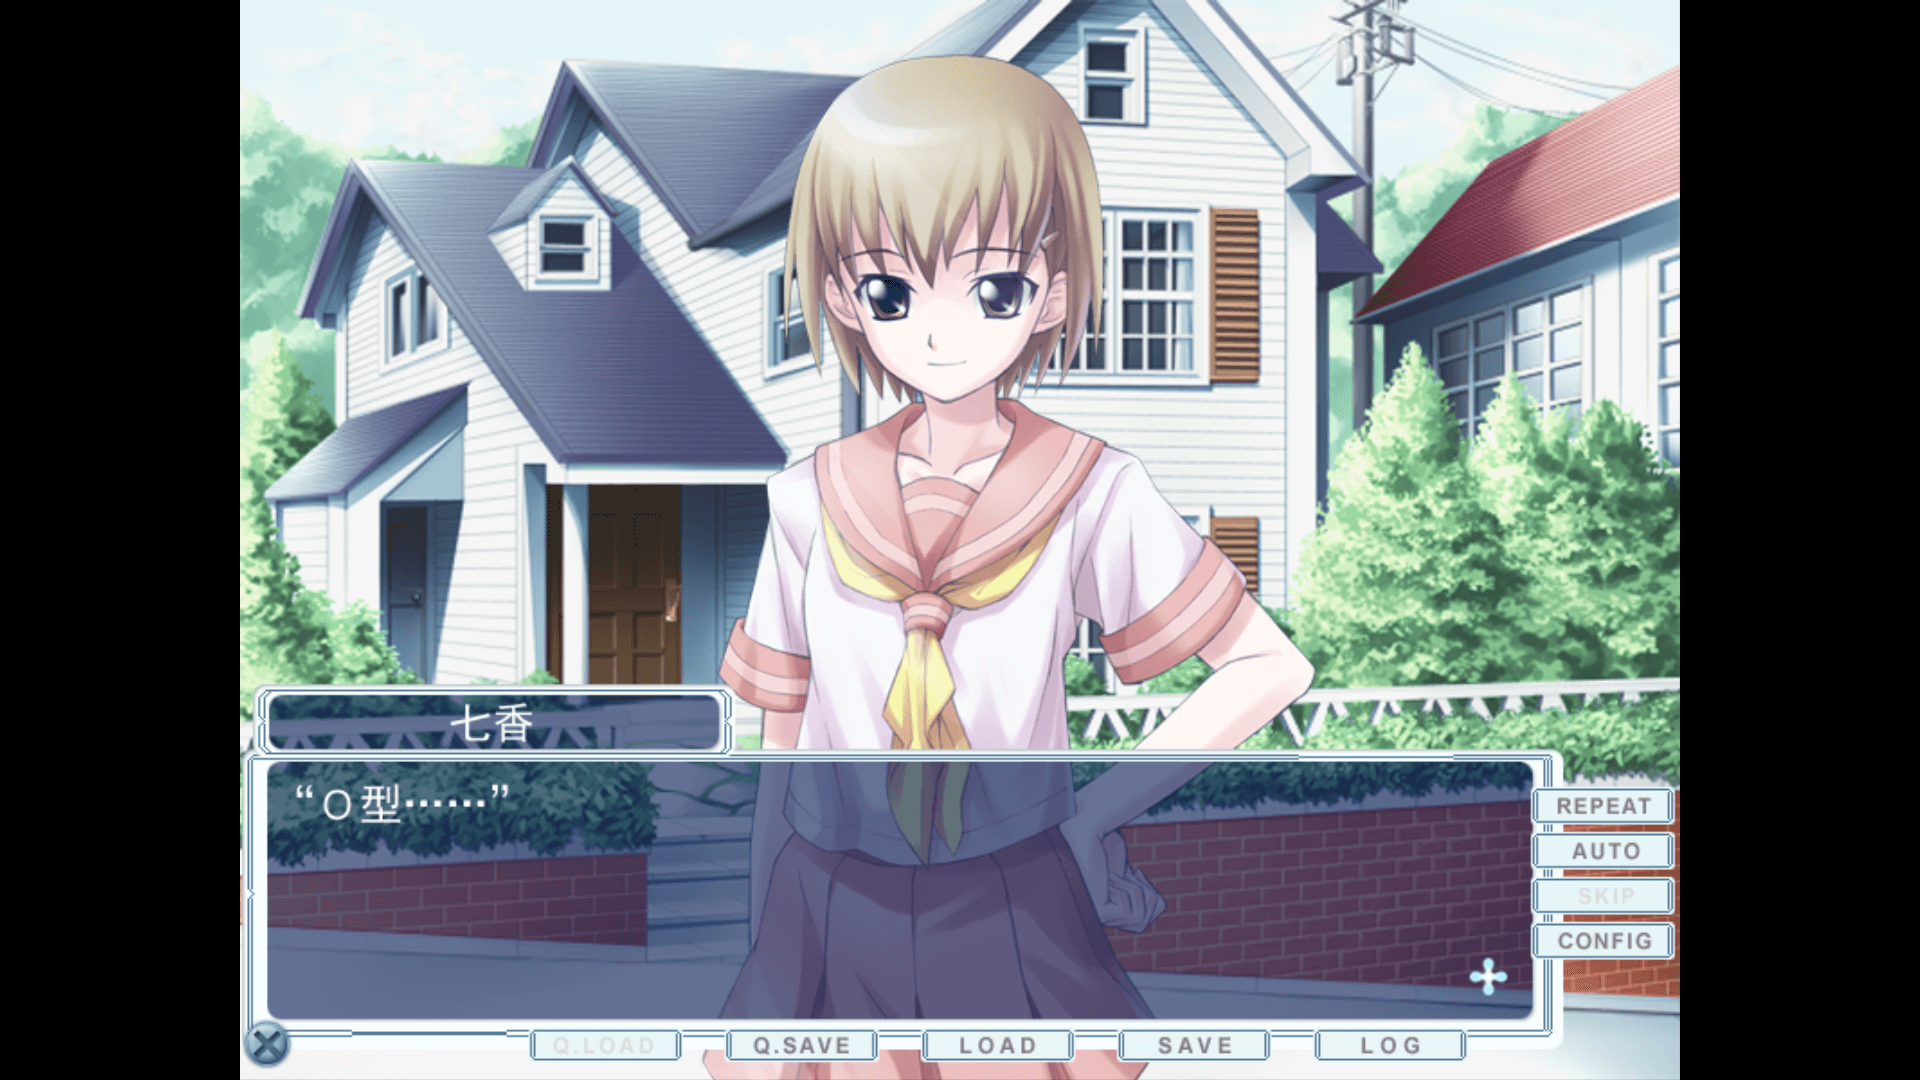 七香
“Ｏ型……”
REPEAT
AUTO
SKIP
CONFIG
Q.LOAD
Q.SAVE
LOAD
SAVE
LOG